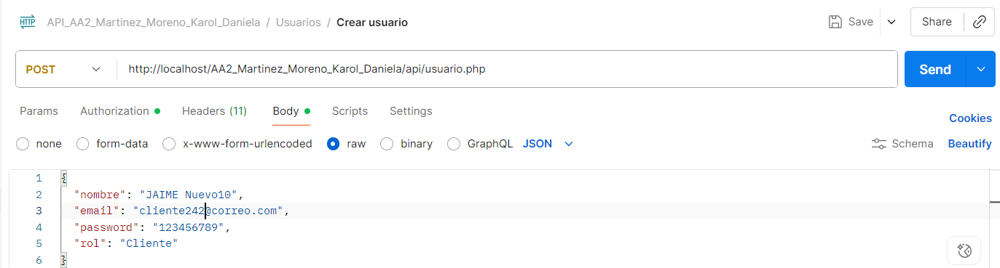 HTTP API_AA2_Martinez_Moreno_Karol_Daniela / Usuarios / Crear usuario Save Share
POST http://localhost/AA2_Martinez_Moreno_Karol_Daniela/api/usuario.php Send
Params Authorization Headers (11) Body Scripts Settings Cookies
none form-data x-www-form-urlencoded raw binary GraphQL JSON Schema Beautify
1 {
2 "nombre": "JAIME Nuevo10",
3 "email": "cliente242@correo.com",
4 "password": "123456789",
5 "rol": "Cliente"
6 }